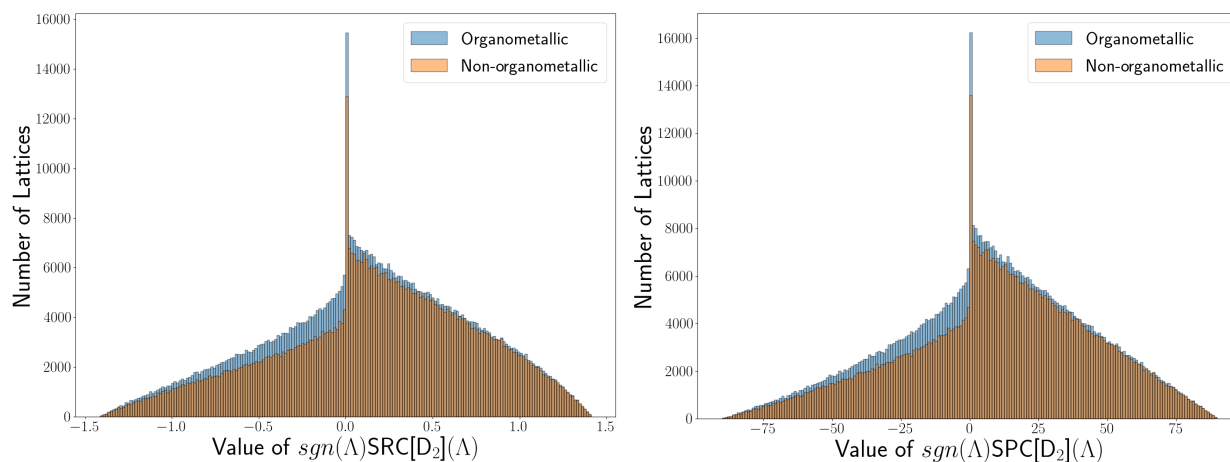 16000
14000
12000
10000
8000
6000
4000
2000
0
Number of Lattices
Organometallic
Non-organometallic
−1.5 −1.0 −0.5 0.0 0.5 1.0 1.5
Value of sgn(Λ)SRC[D₂](Λ)
16000
14000
12000
10000
8000
6000
4000
2000
0
Number of Lattices
Organometallic
Non-organometallic
−75 −50 −25 0 25 50 75
Value of sgn(Λ)SPC[D₂](Λ)